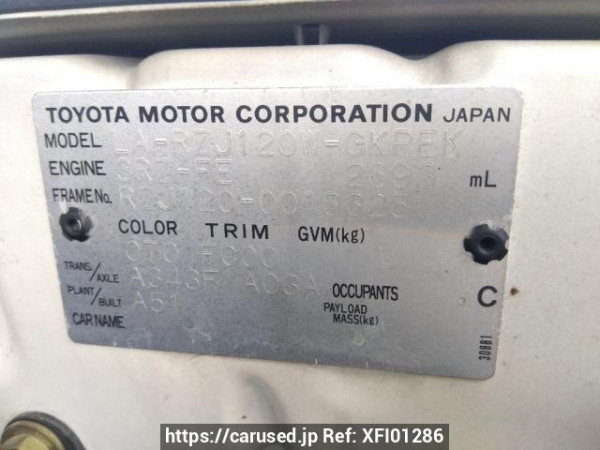 TOYOTA MOTOR CORPORATION JAPAN
MODEL LA-RZJ120W-GKPEK
ENGINE 3RZ-FE mL
FRAME No.
COLOR TRIM GVM(kg)
070 FC00
TRANS/AXLE A343F A03A OCCUPANTS C
PLANT/BUILT A51 PAYLOAD MASS(kg)
CAR NAME
30881
https://carused.jp Ref: XFI01286